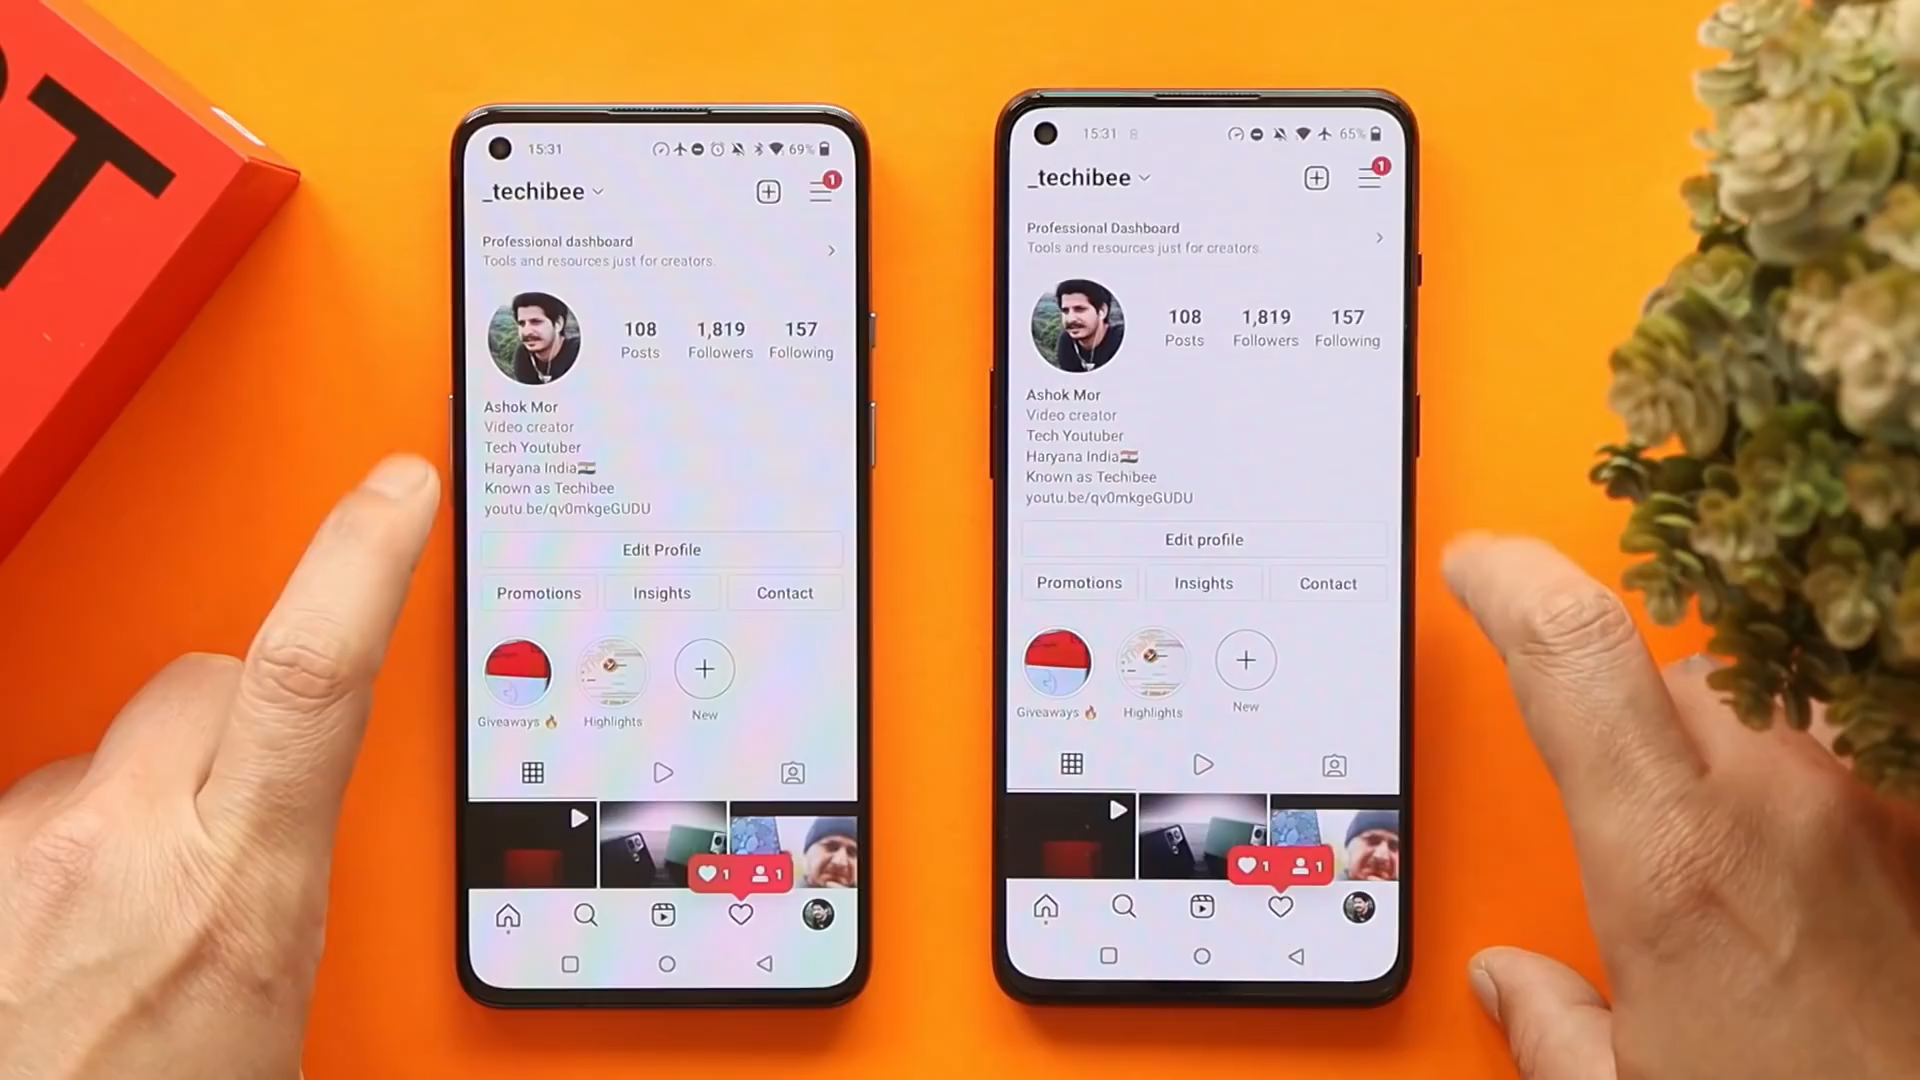 T
15:31
69%
_techibee
1
Professional dashboard
Tools and resources just for creators.
108
1,819
157
Posts
Followers
Following
Ashok Mor
Video creator
Tech Youtuber
Haryana India🇮🇳
Known as Techibee
youtu.be/qv0mkgeGUDU
Edit Profile
Promotions
Insights
Contact
Giveaways 🔥
Highlights
New
1
1
15:31
65%
_techibee
1
Professional Dashboard
Tools and resources just for creators.
108
1,819
157
Posts
Followers
Following
Ashok Mor
Video creator
Tech Youtuber
Haryana India🇮🇳
Known as Techibee
youtu.be/qv0mkgeGUDU
Edit profile
Promotions
Insights
Contact
Giveaways 🔥
Highlights
New
1
1